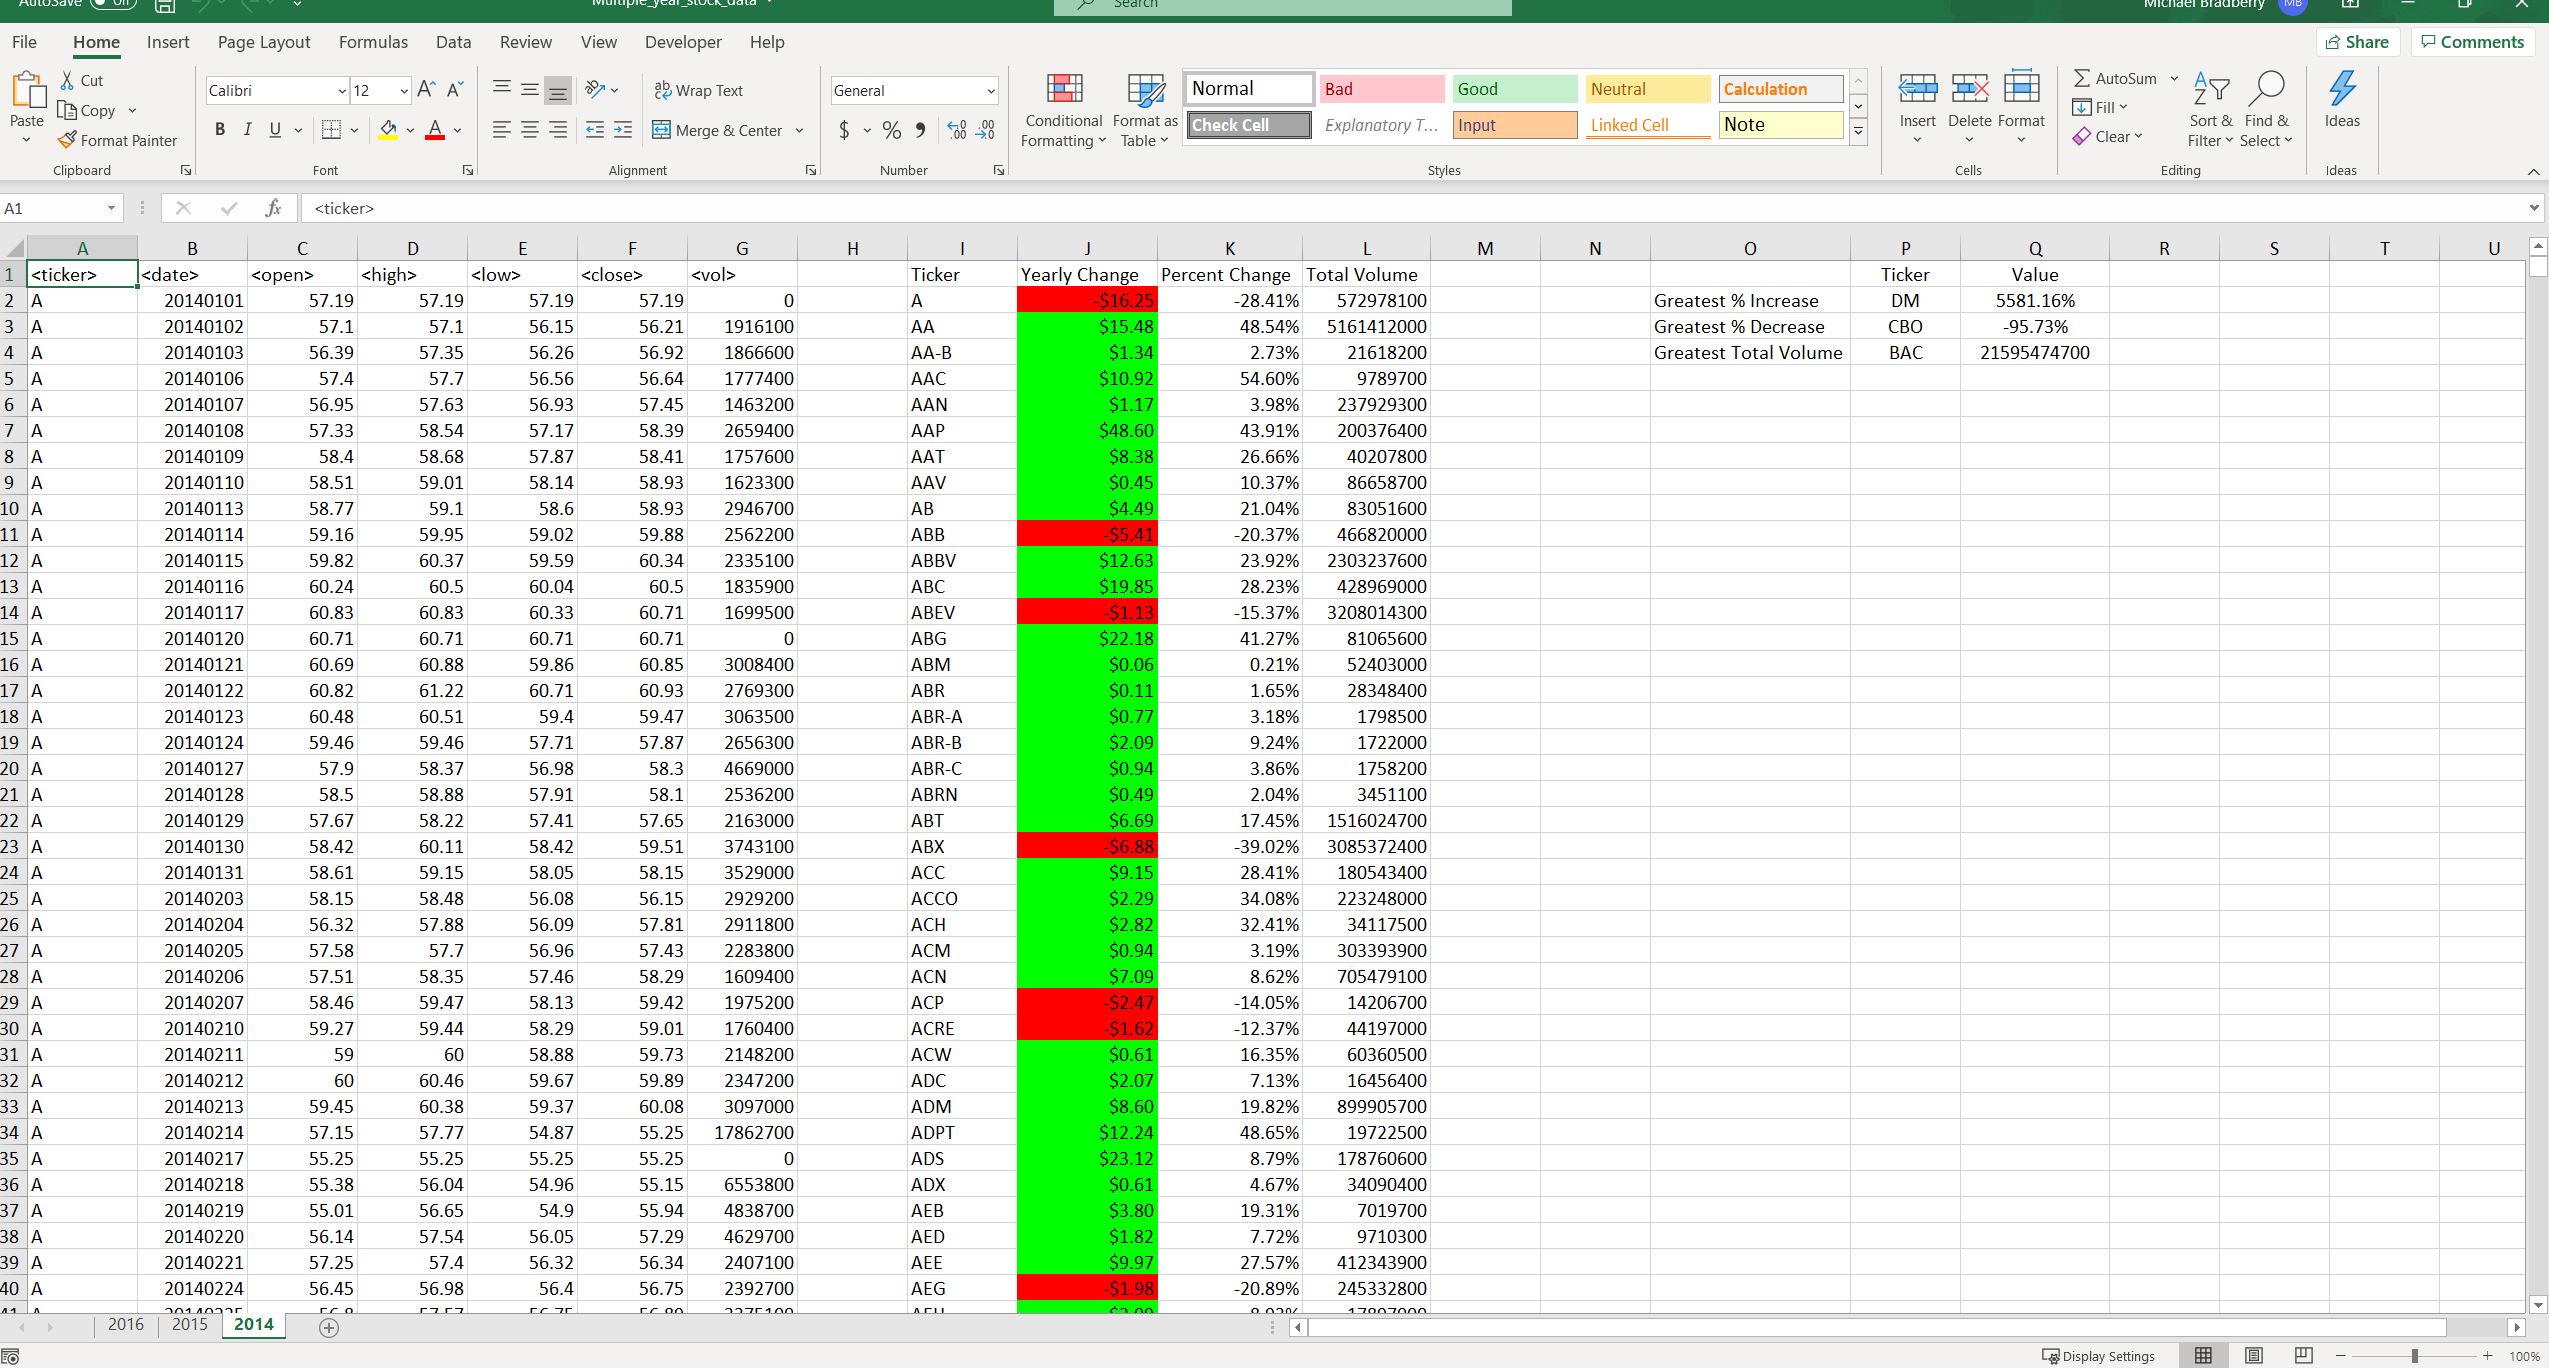 AutoSave Off Multiple_year_stock_data Search Michael Bradberry MB
File Home Insert Page Layout Formulas Data Review View Developer Help Share Comments
Paste Cut Copy Format Painter Clipboard
Calibri 12 B I U Font
Wrap Text Merge & Center Alignment
General $ % Number
Conditional Formatting Format as Table
Normal Bad Good Neutral Calculation
Check Cell Explanatory T... Input Linked Cell Note
Styles
Insert Delete Format Cells
AutoSum Fill Clear Sort & Filter Find & Select Editing
Ideas Ideas
A1 fx <ticker>
A B C D E F G H I J K L M N O P Q R S T U
1 <ticker> <date> <open> <high> <low> <close> <vol> Ticker Yearly Change Percent Change Total Volume Ticker Value
2 A 20140101 57.19 57.19 57.19 57.19 0 A -$16.25 -28.41% 572978100 Greatest % Increase DM 5581.16%
3 A 20140102 57.1 57.1 56.15 56.21 1916100 AA $15.48 48.54% 5161412000 Greatest % Decrease CBO -95.73%
4 A 20140103 56.39 57.35 56.26 56.92 1866600 AA-B $1.34 2.73% 21618200 Greatest Total Volume BAC 21595474700
5 A 20140106 57.4 57.7 56.56 56.64 1777400 AAC $10.92 54.60% 9789700
6 A 20140107 56.95 57.63 56.93 57.45 1463200 AAN $1.17 3.98% 237929300
7 A 20140108 57.33 58.54 57.17 58.39 2659400 AAP $48.60 43.91% 200376400
8 A 20140109 58.4 58.68 57.87 58.41 1757600 AAT $8.38 26.66% 40207800
9 A 20140110 58.51 59.01 58.14 58.93 1623300 AAV $0.45 10.37% 86658700
10 A 20140113 58.77 59.1 58.6 58.93 2946700 AB $4.49 21.04% 83051600
11 A 20140114 59.16 59.95 59.02 59.88 2562200 ABB -$5.41 -20.37% 466820000
12 A 20140115 59.82 60.37 59.59 60.34 2335100 ABBV $12.63 23.92% 2303237600
13 A 20140116 60.24 60.5 60.04 60.5 1835900 ABC $19.85 28.23% 428969000
14 A 20140117 60.83 60.83 60.33 60.71 1699500 ABEV -$1.13 -15.37% 3208014300
15 A 20140120 60.71 60.71 60.71 60.71 0 ABG $22.18 41.27% 81065600
16 A 20140121 60.69 60.88 59.86 60.85 3008400 ABM $0.06 0.21% 52403000
17 A 20140122 60.82 61.22 60.71 60.93 2769300 ABR $0.11 1.65% 28348400
18 A 20140123 60.48 60.51 59.4 59.47 3063500 ABR-A $0.77 3.18% 1798500
19 A 20140124 59.46 59.46 57.71 57.87 2656300 ABR-B $2.09 9.24% 1722000
20 A 20140127 57.9 58.37 56.98 58.3 4669000 ABR-C $0.94 3.86% 1758200
21 A 20140128 58.5 58.88 57.91 58.1 2536200 ABRN $0.49 2.04% 3451100
22 A 20140129 57.67 58.22 57.41 57.65 2163000 ABT $6.69 17.45% 1516024700
23 A 20140130 58.42 60.11 58.42 59.51 3743100 ABX -$6.88 -39.02% 3085372400
24 A 20140131 58.61 59.15 58.05 58.15 3529000 ACC $9.15 28.41% 180543400
25 A 20140203 58.15 58.48 56.08 56.15 2929200 ACCO $2.29 34.08% 223248000
26 A 20140204 56.32 57.88 56.09 57.81 2911800 ACH $2.82 32.41% 34117500
27 A 20140205 57.58 57.7 56.96 57.43 2283800 ACM $0.94 3.19% 303393900
28 A 20140206 57.51 58.35 57.46 58.29 1609400 ACN $7.09 8.62% 705479100
29 A 20140207 58.46 59.47 58.13 59.42 1975200 ACP -$2.47 -14.05% 14206700
30 A 20140210 59.27 59.44 58.29 59.01 1760400 ACRE -$1.62 -12.37% 44197000
31 A 20140211 59 60 58.88 59.73 2148200 ACW $0.61 16.35% 60360500
32 A 20140212 60 60.46 59.67 59.89 2347200 ADC $2.07 7.13% 16456400
33 A 20140213 59.45 60.38 59.37 60.08 3097000 ADM $8.60 19.82% 899905700
34 A 20140214 57.15 57.77 54.87 55.25 17862700 ADPT $12.24 48.65% 19722500
35 A 20140217 55.25 55.25 55.25 55.25 0 ADS $23.12 8.79% 178760600
36 A 20140218 55.38 56.04 54.96 55.15 6553800 ADX $0.61 4.67% 34090400
37 A 20140219 55.01 56.65 54.9 55.94 4838700 AEB $3.80 19.31% 7019700
38 A 20140220 56.14 57.54 56.05 57.29 4629700 AED $1.82 7.72% 9710300
39 A 20140221 57.25 57.4 56.32 56.34 2407100 AEE $9.97 27.57% 412343900
40 A 20140224 56.45 56.98 56.4 56.75 2392700 AEG -$1.98 -20.89% 245332800
2016 2015 2014
Display Settings 100%